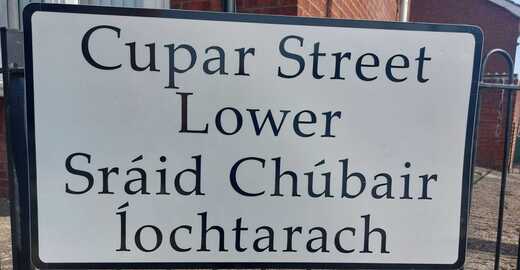 Cupar Street
Lower
Sráid Chúbair
Íochtarach